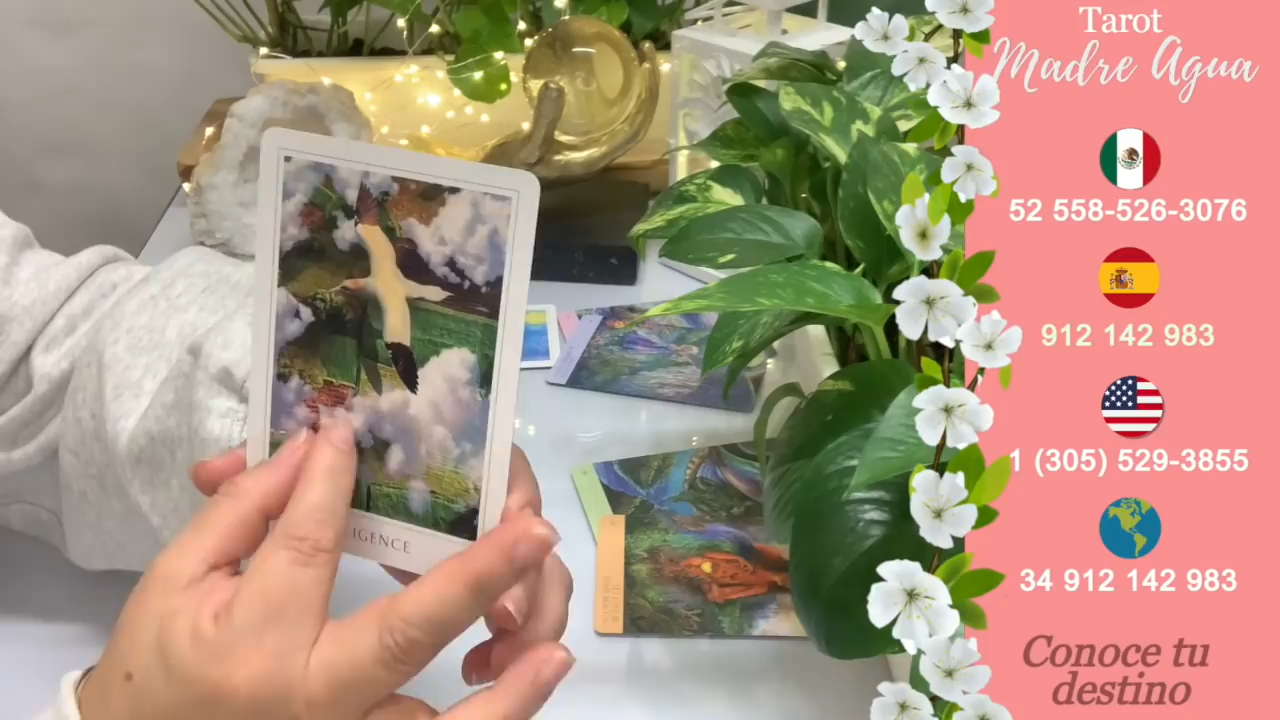 Tarot
Madre Agua
52 558-526-3076
912 142 983
1 (305) 529-3855
34 912 142 983
Conoce tu
destino
IGENCE